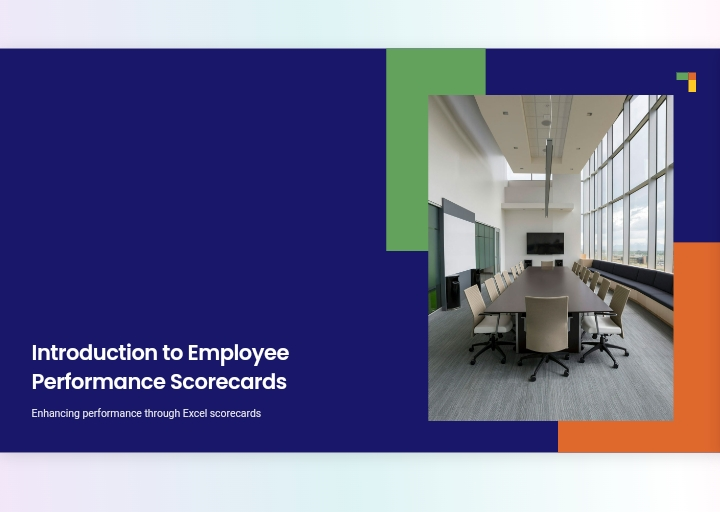 Introduction to Employee
Performance Scorecards
Enhancing performance through Excel scorecards